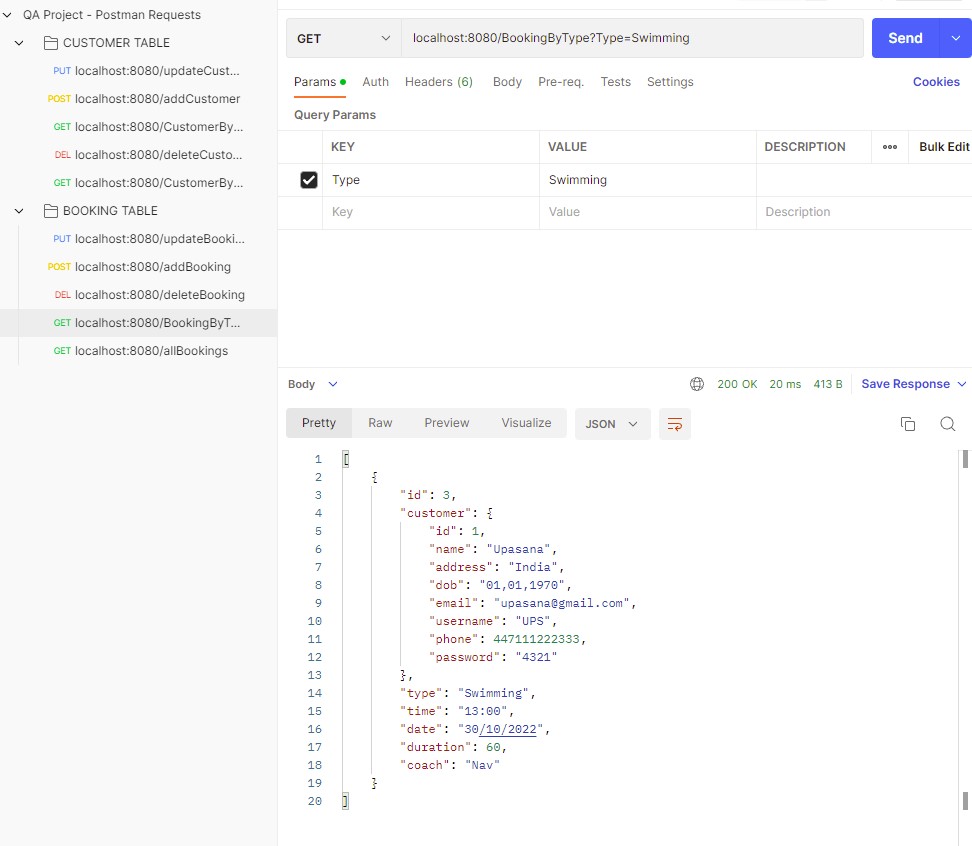 QA Project - Postman Requests
CUSTOMER TABLE
PUT localhost:8080/updateCust...
POST localhost:8080/addCustomer
GET localhost:8080/CustomerBy...
DEL localhost:8080/deleteCusto...
GET localhost:8080/CustomerBy...
BOOKING TABLE
PUT localhost:8080/updateBooki...
POST localhost:8080/addBooking
DEL localhost:8080/deleteBooking
GET localhost:8080/BookingByT...
GET localhost:8080/allBookings
GET localhost:8080/BookingByType?Type=Swimming Send
Params Auth Headers (6) Body Pre-req. Tests Settings Cookies
Query Params
KEY VALUE DESCRIPTION ••• Bulk Edit
Type Swimming
Key Value Description
Body 200 OK 20 ms 413 B Save Response
Pretty Raw Preview Visualize JSON
1 [
2 {
3 "id": 3,
4 "customer": {
5 "id": 1,
6 "name": "Upasana",
7 "address": "India",
8 "dob": "01,01,1970",
9 "email": "upasana@gmail.com",
10 "username": "UPS",
11 "phone": 447111222333,
12 "password": "4321"
13 },
14 "type": "Swimming",
15 "time": "13:00",
16 "date": "30/10/2022",
17 "duration": 60,
18 "coach": "Nav"
19 }
20 ]